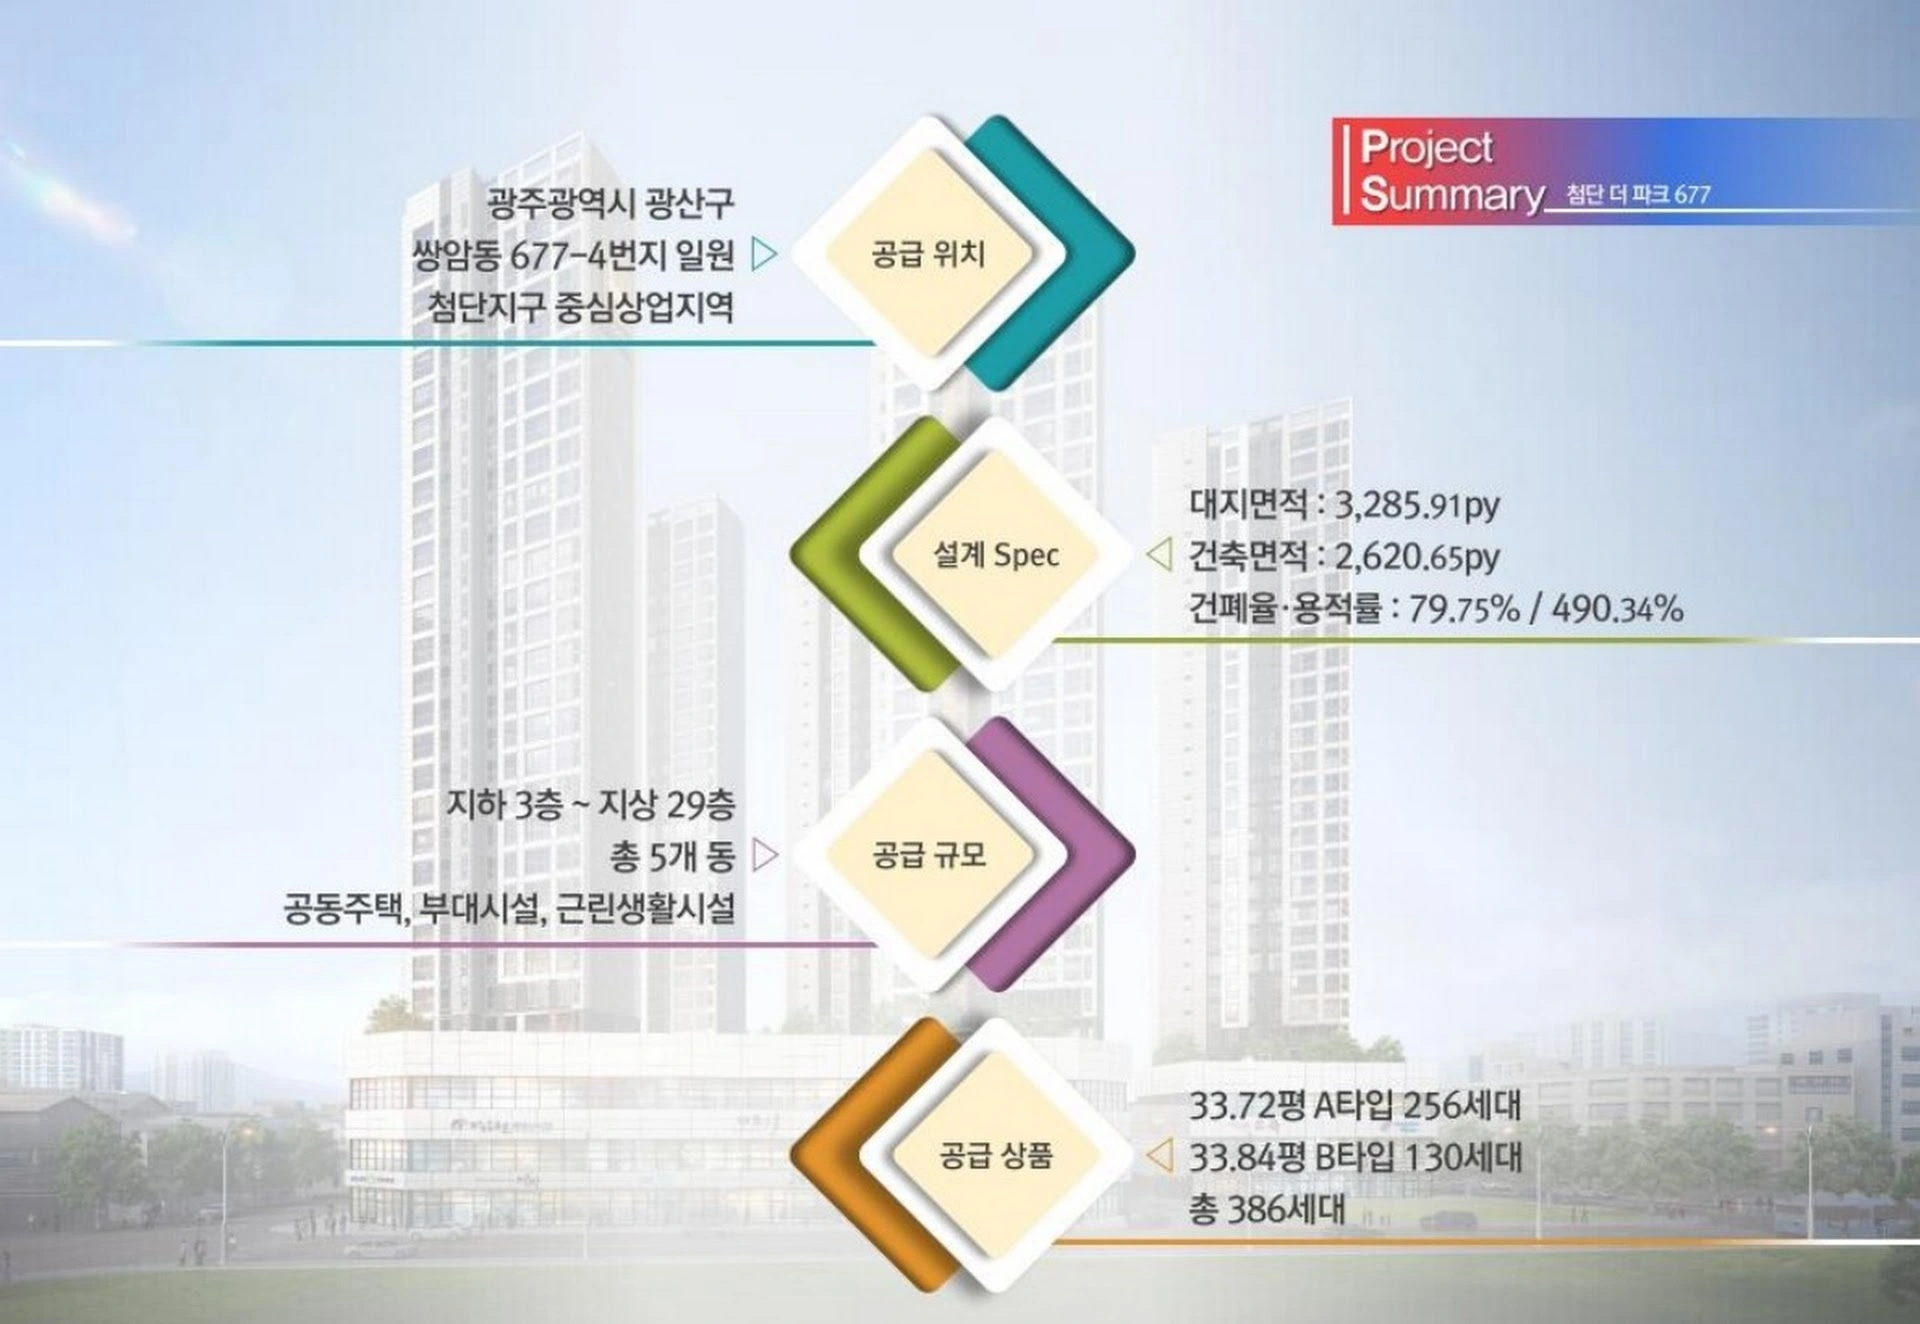 Project
Summary 첨단 더 파크 677
광주광역시 광산구
쌍암동 677-4번지 일원
첨단지구 중심상업지역
공급 위치
설계 Spec
대지면적 : 3,285.91py
건축면적 : 2,620.65py
건폐율·용적률 : 79.75% / 490.34%
지하 3층 ~ 지상 29층
총 5개 동
공동주택, 부대시설, 근린생활시설
공급 규모
공급 상품
33.72평 A타입 256세대
33.84평 B타입 130세대
총 386세대